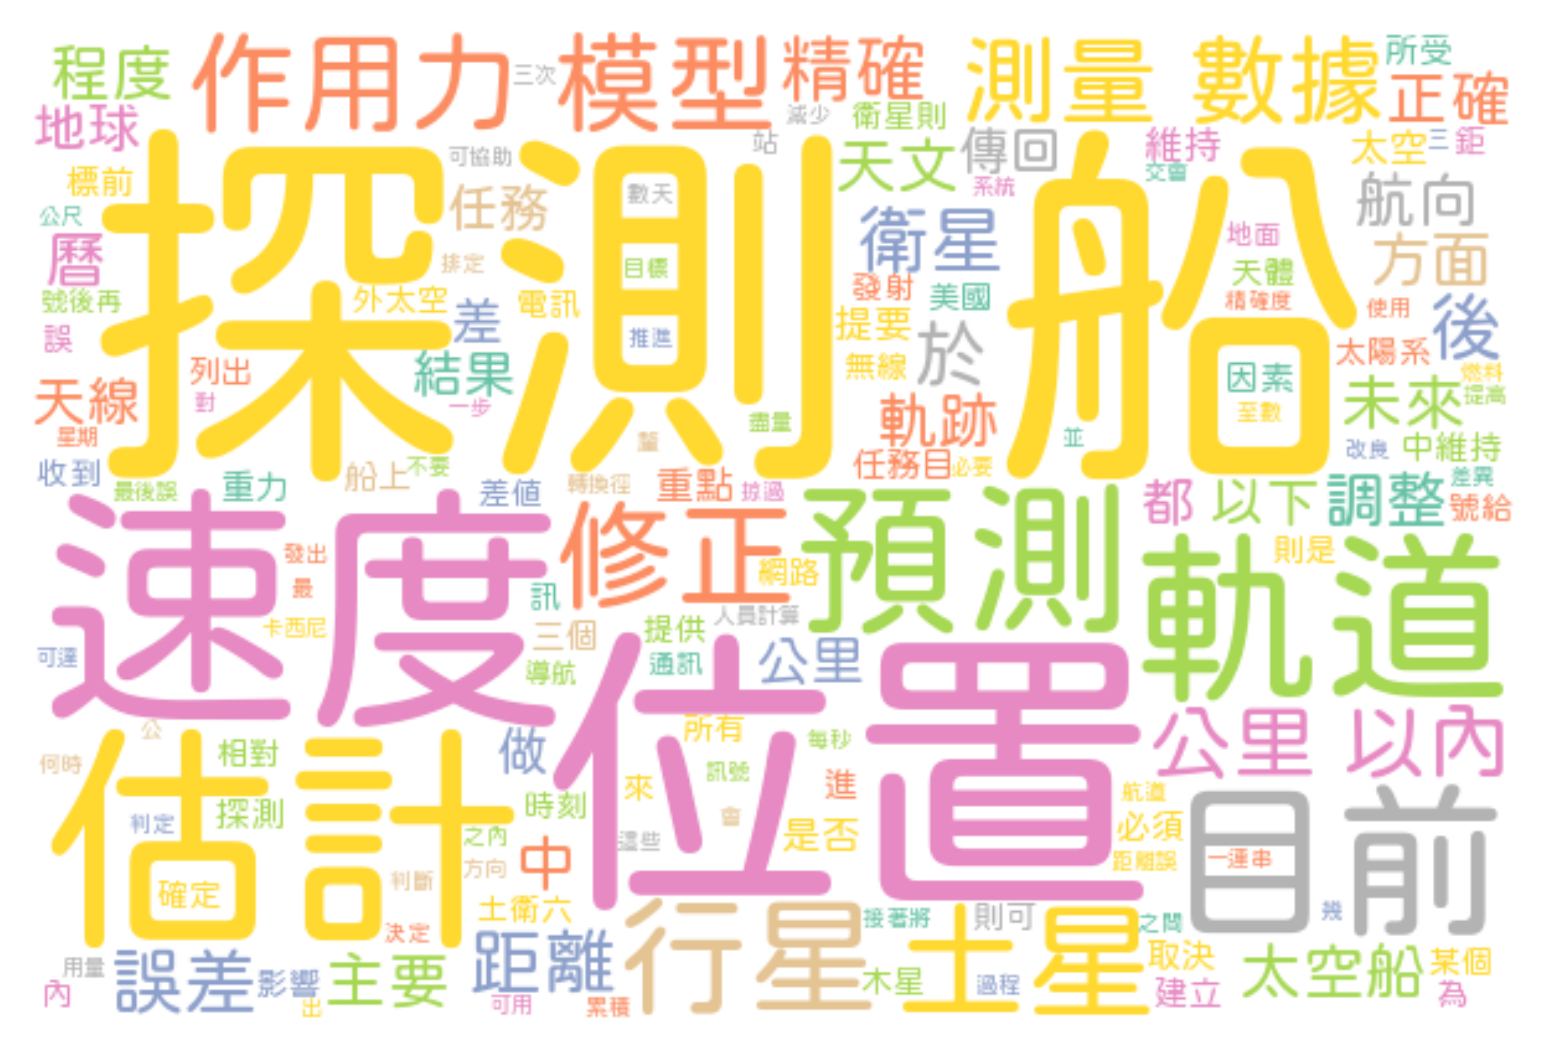 程度 作用力 三次 模型 精確 測量 數據 所受
地球 減少 衛星則 正確
可協助 站 天文 傳回 維持 太空 三 鉅
標前 探測船 任務 數天 系統 交會 航向
公尺 衛星 地面 方面
曆 排定 目標 天體
號後再 外太空 電訊 發射 美國 精確度 使用 後
誤 差 推進 提要 於 太陽系
列出 結果 無線 因素 燃料
天線 對 一步 軌跡 至數 未來 提高
星期 盡量 並 改良 中維持
收到 船上 不要 任務目 必要 差異
最後誤 重力 差值 轉換徑 重點 掠過 都 以下 調整 號給
速度 發出 修正 網路 預測 軌道 則是
最 訊 人員計算
卡西尼 三個 提供
可達 導航 通訊 公里
公 位置 所有 每秒 公里 以內
何時 相對 做 訊號
估計 判定 探測 時刻 來 進 航道 目前
之內 這些 會 是否 必須
確定 判斷 方向 中 距離誤 一連串
決定 土衛六 行星 接著將 則可 土星 之間 幾
用量 誤差 影響 主要 距離 木星 過程 取決 太空船 某個
內 出 可用 累積 建立 為